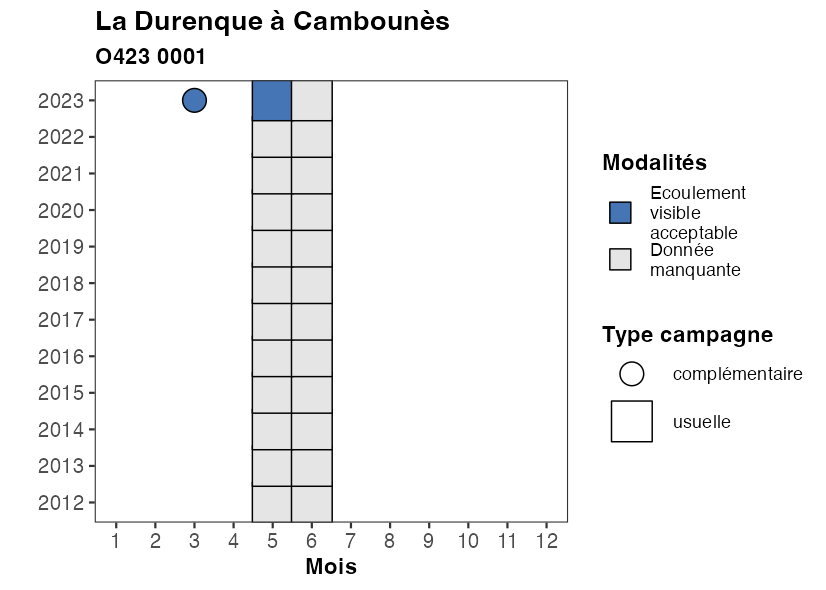 La Durenque à Cambounès
O423 0001
2023
2022
2021
2020
2019
2018
2017
2016
2015
2014
2013
2012
1 2 3 4 5 6 7 8 9 10 11 12
Mois
Modalités
Ecoulement
visible
acceptable
Donnée
manquante
Type campagne
complémentaire
usuelle